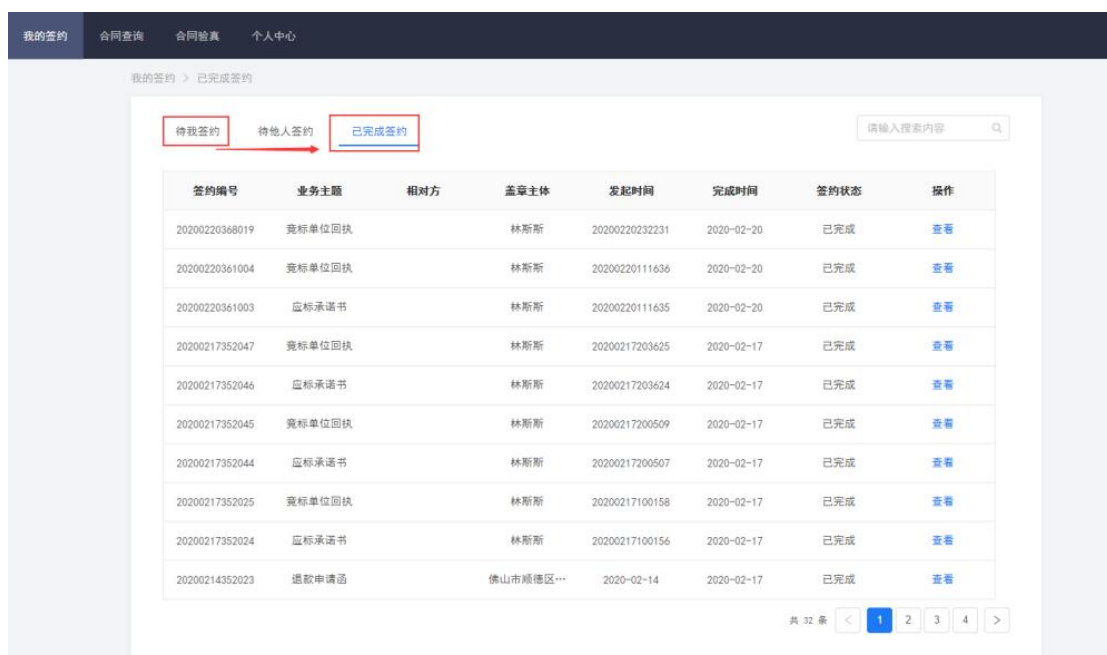 我的签约 合同查询 合同验真 个人中心
我的签约 > 已完成签约
待我签约 待他人签约 已完成签约 请输入搜索内容
签约编号 业务主题 相对方 盖章主体 发起时间 完成时间 签约状态 操作
20200220368019 竞标单位回执 林斯斯 20200220232231 2020-02-20 已完成 查看
20200220361004 竞标单位回执 林斯斯 20200220111636 2020-02-20 已完成 查看
20200220361003 应标承诺书 林斯斯 20200220111635 2020-02-20 已完成 查看
20200217352047 竞标单位回执 林斯斯 20200217203625 2020-02-17 已完成 查看
20200217352046 应标承诺书 林斯斯 20200217203624 2020-02-17 已完成 查看
20200217352045 竞标单位回执 林斯斯 20200217200509 2020-02-17 已完成 查看
20200217352044 应标承诺书 林斯斯 20200217200507 2020-02-17 已完成 查看
20200217352025 竞标单位回执 林斯斯 20200217100158 2020-02-17 已完成 查看
20200217352024 应标承诺书 林斯斯 20200217100156 2020-02-17 已完成 查看
20200214352023 退款申请函 佛山市顺德区… 2020-02-14 2020-02-17 已完成 查看
共 32 条 < 1 2 3 4 >